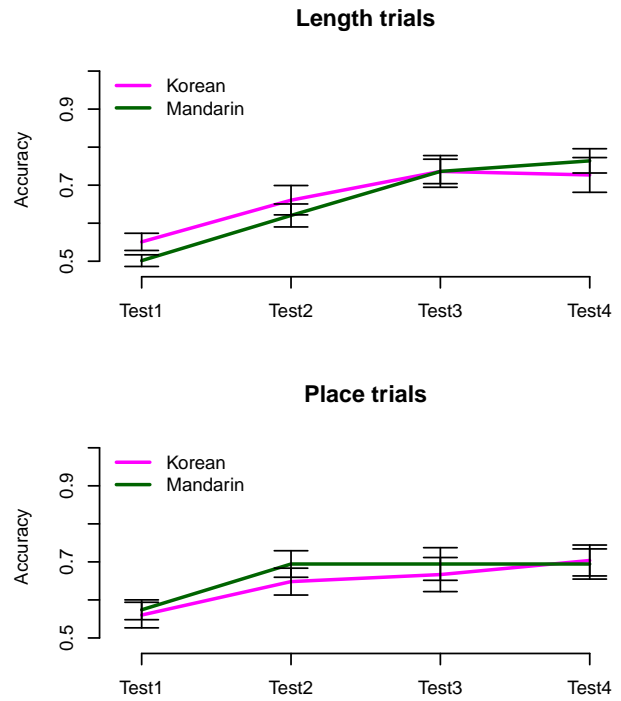 Length trials
0.9
Korean
Mandarin
Accuracy
0.7
0.5
Test1 Test2 Test3 Test4
Place trials
0.9
Korean
Mandarin
Accuracy
0.7
0.5
Test1 Test2 Test3 Test4